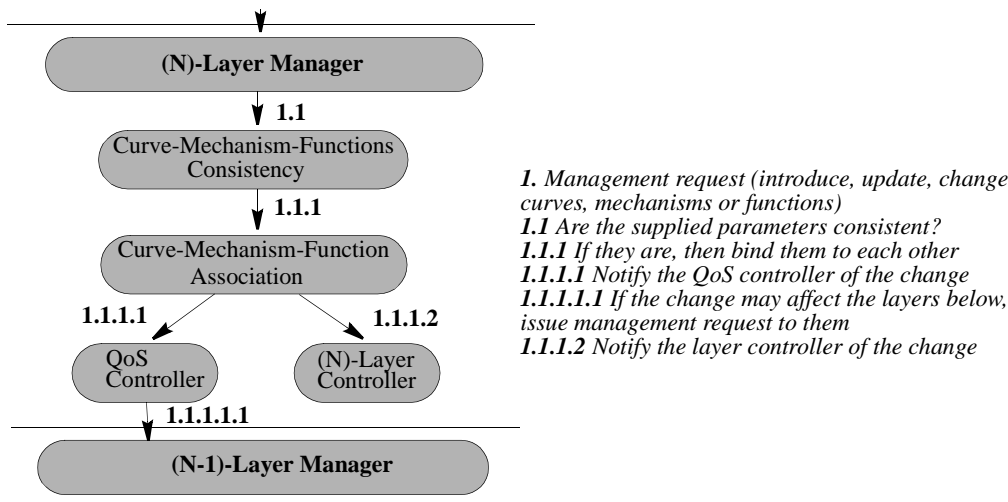 (N)-Layer Manager
1.1
Curve-Mechanism-Functions
Consistency
1.1.1
Curve-Mechanism-Function
Association
1.1.1.1
1.1.1.2
QoS
Controller
(N)-Layer
Controller
1.1.1.1.1
(N-1)-Layer Manager
1. Management request (introduce, update, change
curves, mechanisms or functions)
1.1 Are the supplied parameters consistent?
1.1.1 If they are, then bind them to each other
1.1.1.1 Notify the QoS controller of the change
1.1.1.1.1 If the change may affect the layers below,
issue management request to them
1.1.1.2 Notify the layer controller of the change